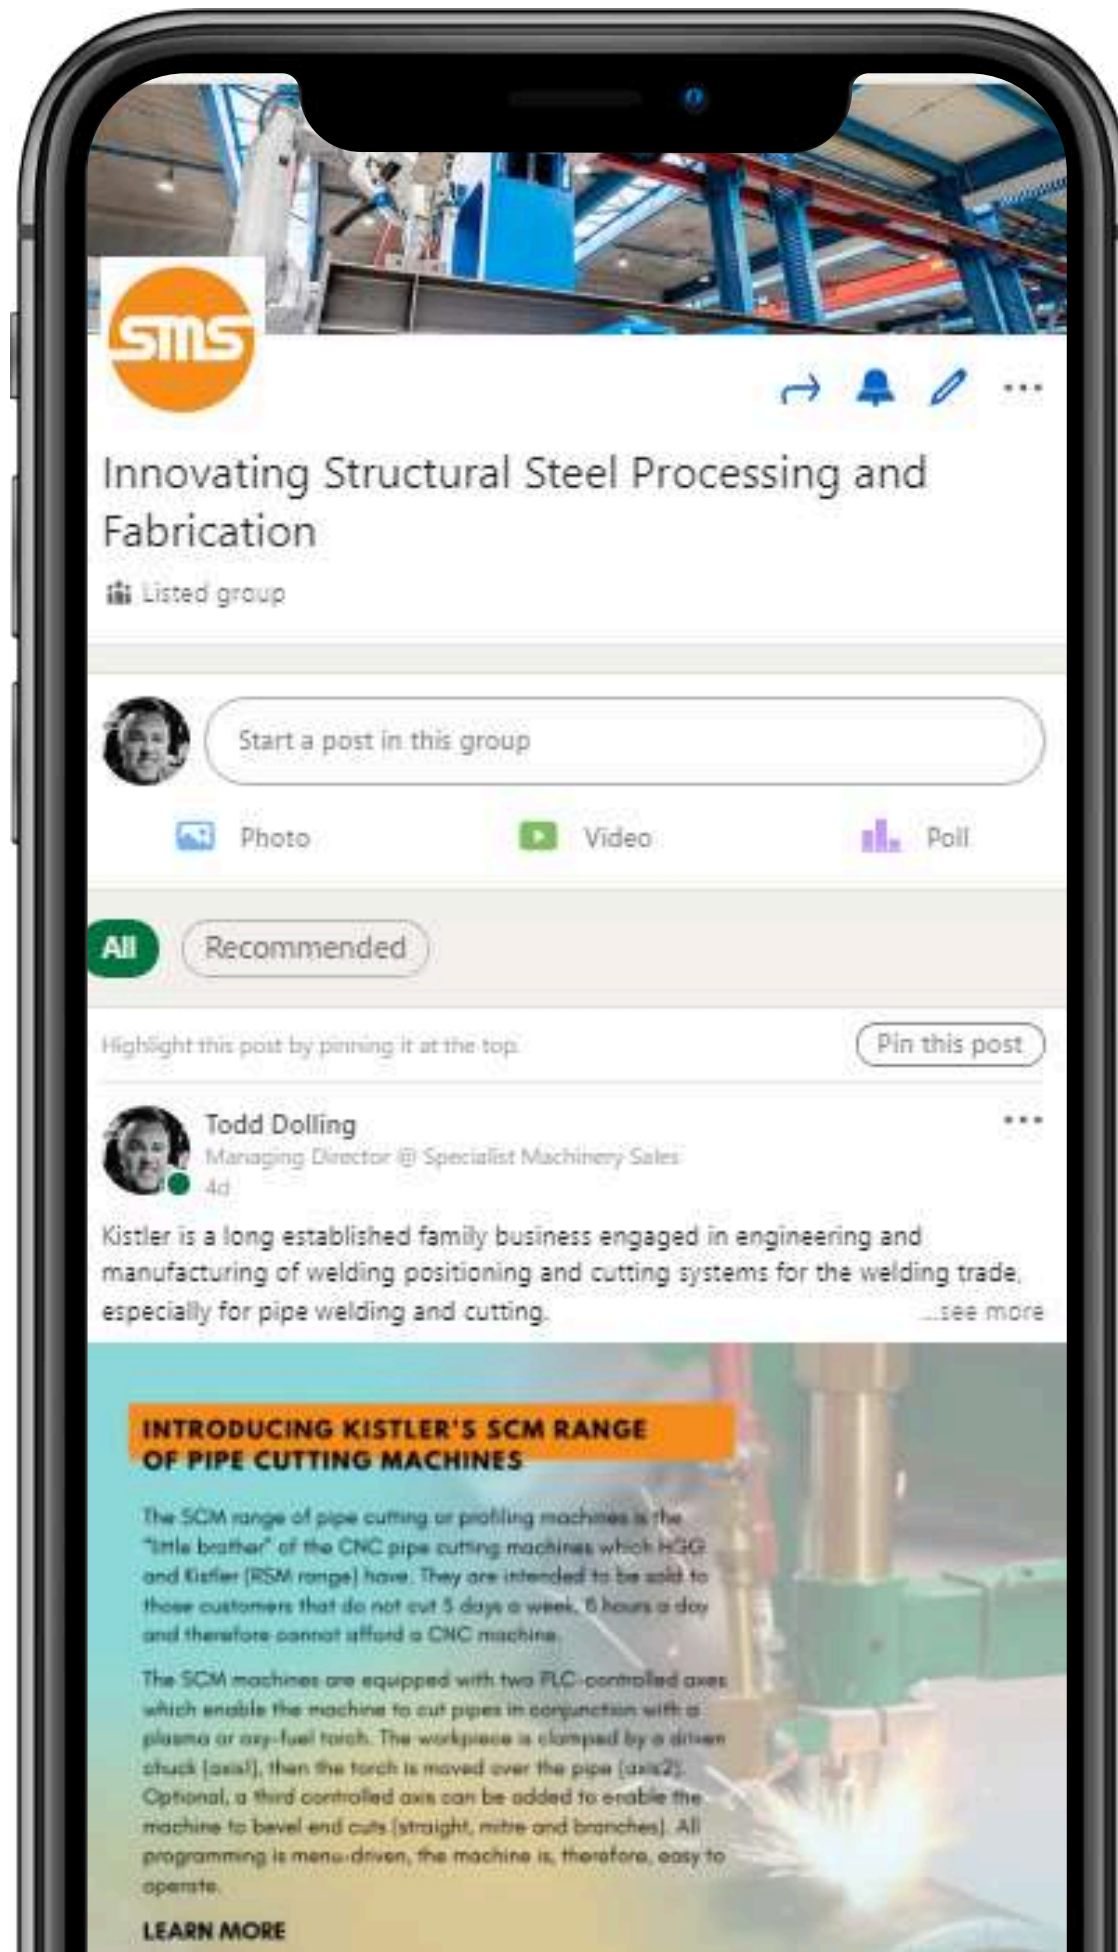 SMS
Innovating Structural Steel Processing and
Fabrication
Listed group
Start a post in this group
Photo
Video
Poll
All
Recommended
Highlight this post by pinning it at the top.
Pin this post
Todd Dolling
Managing Director @ Specialist Machinery Sales
4d
Kistler is a long established family business engaged in engineering and
manufacturing of welding positioning and cutting systems for the welding trade,
especially for pipe welding and cutting.
...see more
INTRODUCING KISTLER'S SCM RANGE
OF PIPE CUTTING MACHINES
The SCM range of pipe cutting or profiling machines is the
"little brother" of the CNC pipe cutting machines which HGG
and Kistler (RSM range) have. They are intended to be sold to
those customers that do not cut 5 days a week, 8 hours a day
and therefore cannot afford a CNC machine.
The SCM machines are equipped with two PLC-controlled axes
which enable the machine to cut pipes in conjunction with a
plasma or oxy-fuel torch. The workpiece is clamped by a driven
chuck (axis1), then the torch is moved over the pipe (axis2).
Optional, a third controlled axis can be added to enable the
machine to bevel end cuts (straight, mitre and branches). All
programming is menu-driven, the machine is, therefore, easy to
operate.
LEARN MORE